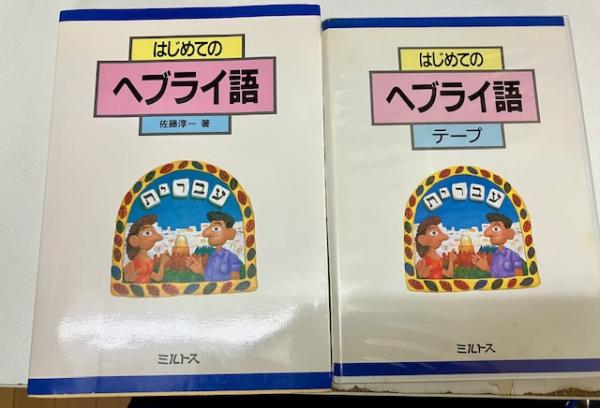 はじめての
ヘブライ語
佐藤淳一 著
עברית
ミルトス
はじめての
ヘブライ語
テープ
עברית
ミルトス